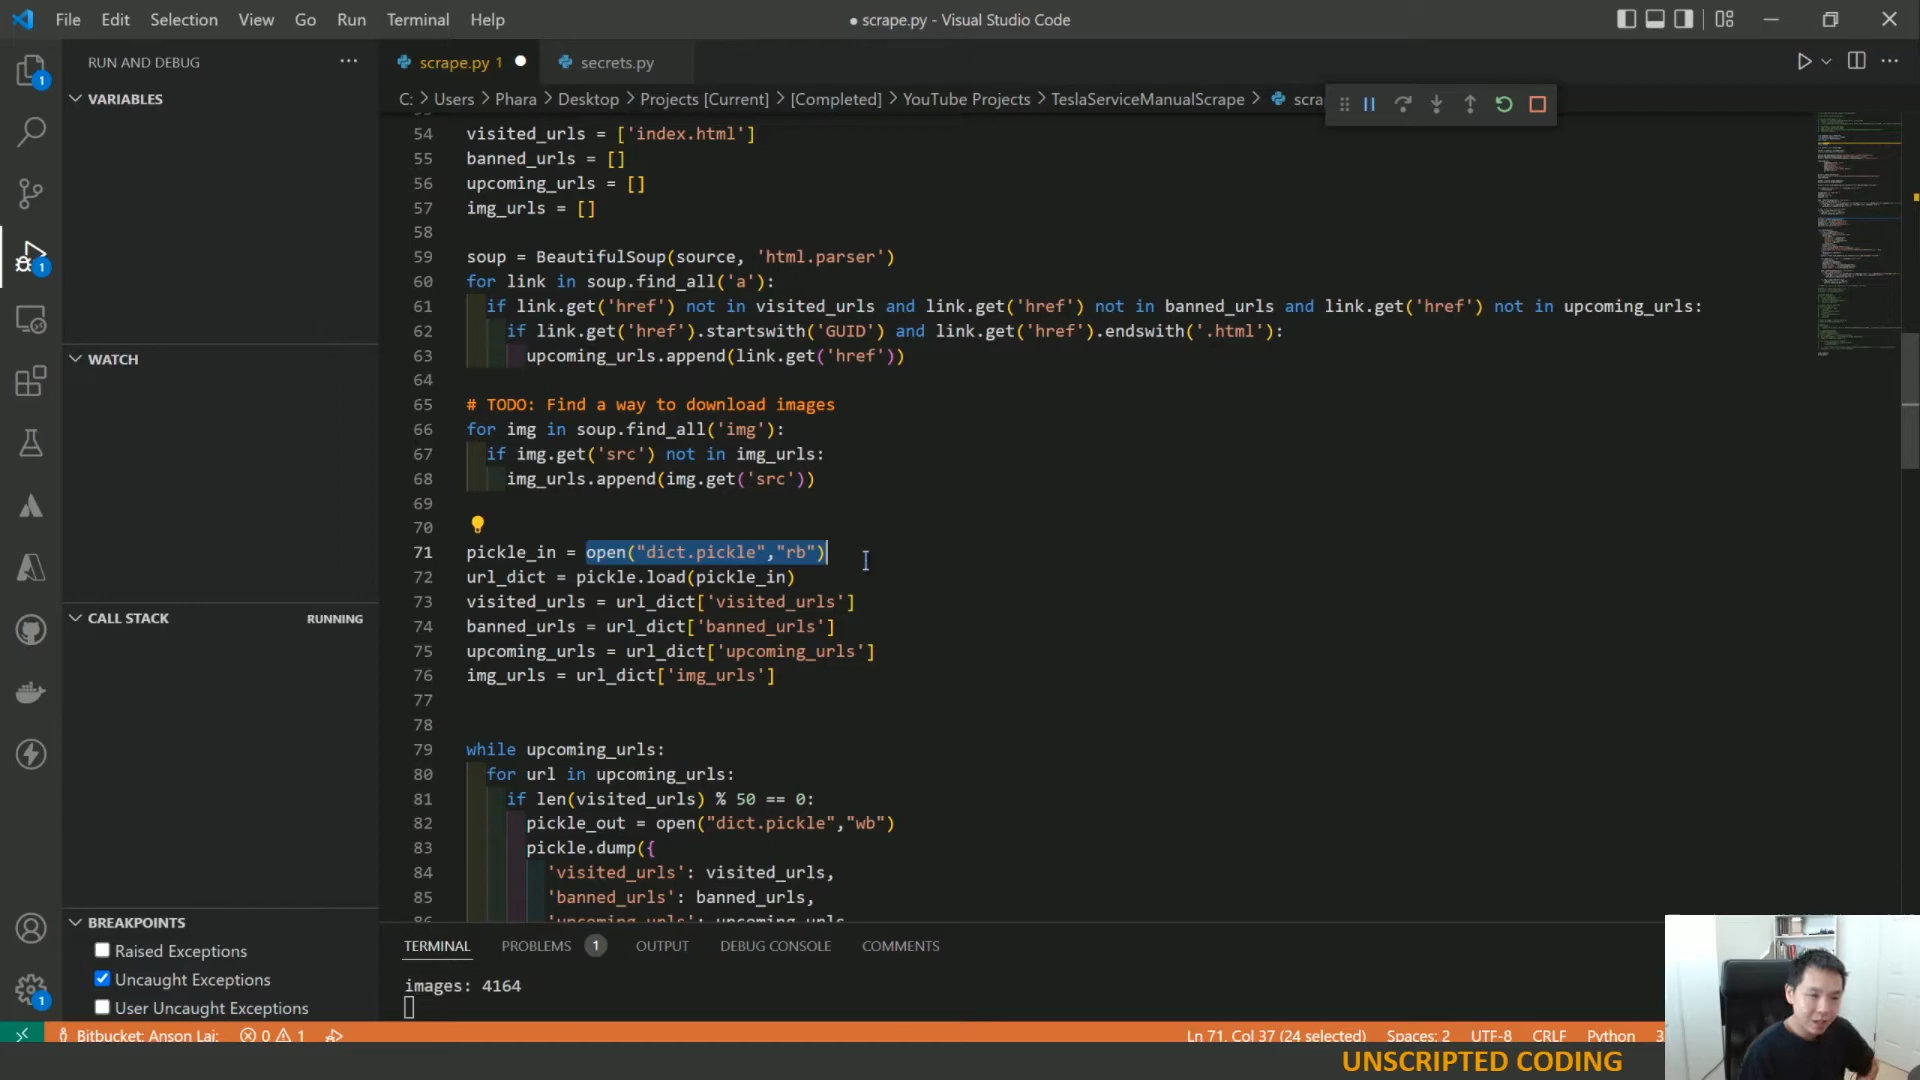 File Edit Selection View Go Run Terminal Help
● scrape.py - Visual Studio Code
RUN AND DEBUG ···
scrape.py 1 ●
secrets.py
C: > Users > Phara > Desktop > Projects [Current] > [Completed] > YouTube Projects > TeslaServiceManualScrape > scra
VARIABLES
WATCH
CALL STACK RUNNING
BREAKPOINTS
Raised Exceptions
Uncaught Exceptions
User Uncaught Exceptions
54 visited_urls = ['index.html']
55 banned_urls = []
56 upcoming_urls = []
57 img_urls = []
58
59 soup = BeautifulSoup(source, 'html.parser')
60 for link in soup.find_all('a'):
61 if link.get('href') not in visited_urls and link.get('href') not in banned_urls and link.get('href') not in upcoming_urls:
62 if link.get('href').startswith('GUID') and link.get('href').endswith('.html'):
63 upcoming_urls.append(link.get('href'))
64
65 # TODO: Find a way to download images
66 for img in soup.find_all('img'):
67 if img.get('src') not in img_urls:
68 img_urls.append(img.get('src'))
69
70
71 pickle_in = open("dict.pickle","rb")
72 url_dict = pickle.load(pickle_in)
73 visited_urls = url_dict['visited_urls']
74 banned_urls = url_dict['banned_urls']
75 upcoming_urls = url_dict['upcoming_urls']
76 img_urls = url_dict['img_urls']
77
78
79 while upcoming_urls:
80 for url in upcoming_urls:
81 if len(visited_urls) % 50 == 0:
82 pickle_out = open("dict.pickle","wb")
83 pickle.dump({
84 'visited_urls': visited_urls,
85 'banned_urls': banned_urls,
86 'upcoming_urls': upcoming_urls
TERMINAL PROBLEMS 1 OUTPUT DEBUG CONSOLE COMMENTS
images: 4164
Bitbucket: Anson Lai: 0 1
Ln 71, Col 37 (24 selected) Spaces: 2 UTF-8 CRLF Python 3
UNSCRIPTED CODING